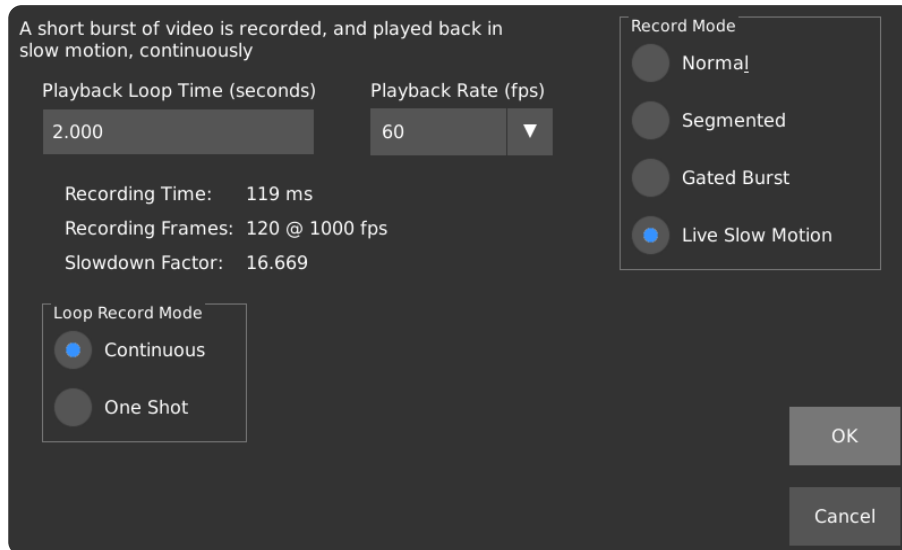 A short burst of video is recorded, and played back in
slow motion, continuously
Playback Loop Time (seconds)
2.000
Playback Rate (fps)
60
Recording Time: 119 ms
Recording Frames: 120 @ 1000 fps
Slowdown Factor: 16.669
Loop Record Mode
Continuous
One Shot
Record Mode
Normal
Segmented
Gated Burst
Live Slow Motion
OK
Cancel